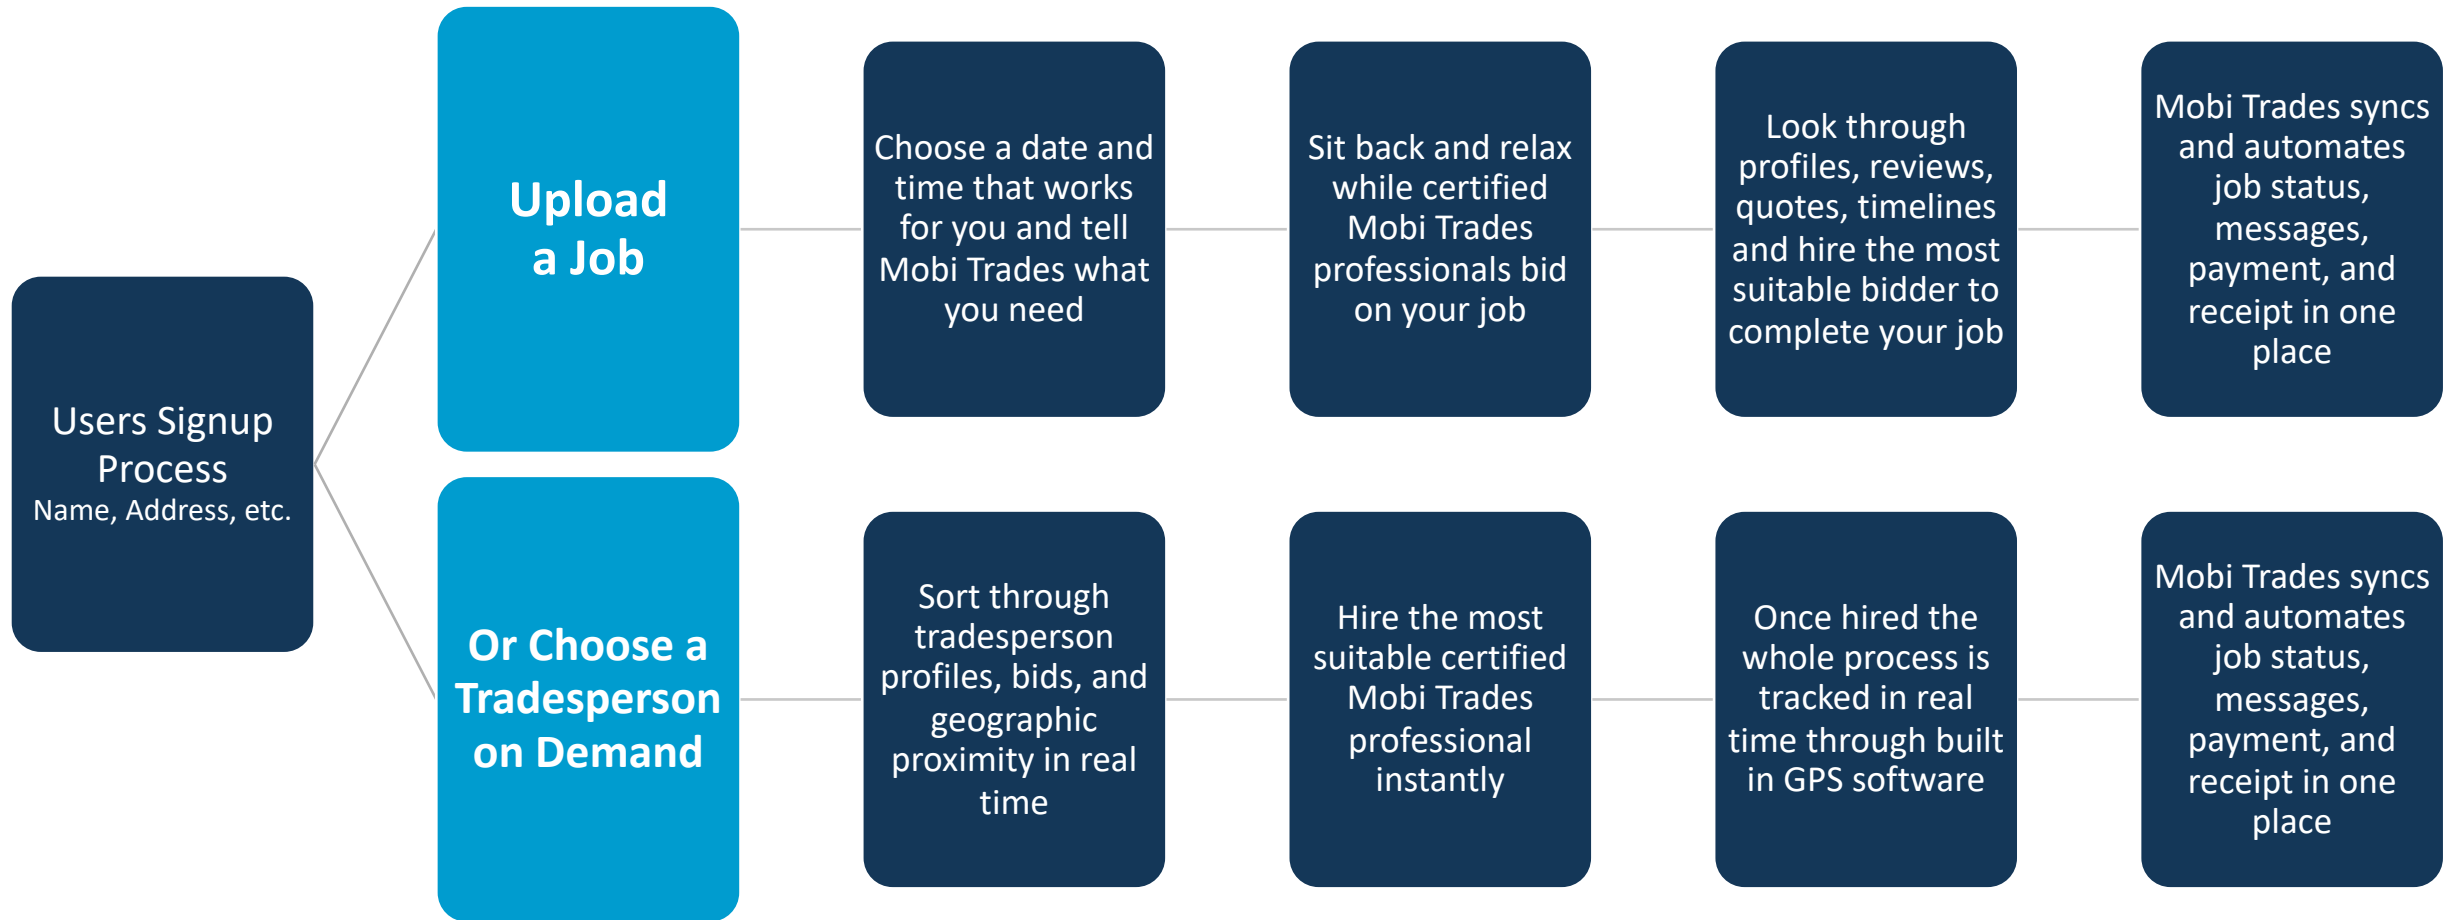 Users Signup
Process
Name, Address, etc.
Upload
a Job
Choose a date and
time that works
for you and tell
Mobi Trades what
you need
Sit back and relax
while certified
Mobi Trades
professionals bid
on your job
Look through
profiles, reviews,
quotes, timelines
and hire the most
suitable bidder to
complete your job
Mobi Trades syncs
and automates
job status,
messages,
payment, and
receipt in one
place
Or Choose a
Tradesperson
on Demand
Sort through
tradesperson
profiles, bids, and
geographic
proximity in real
time
Hire the most
suitable certified
Mobi Trades
professional
instantly
Once hired the
whole process is
tracked in real
time through built
in GPS software
Mobi Trades syncs
and automates
job status,
messages,
payment, and
receipt in one
place